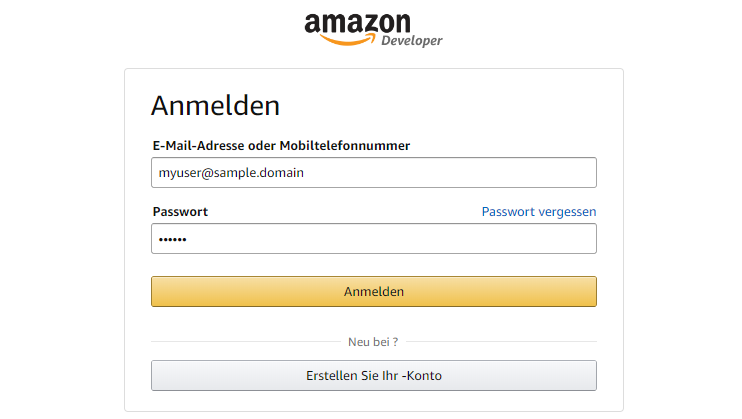 amazon
Developer
Anmelden
E-Mail-Adresse oder Mobiltelefonnummer
myuser@sample.domain
Passwort Passwort vergessen
••••••
Anmelden
Neu bei ?
Erstellen Sie Ihr -Konto